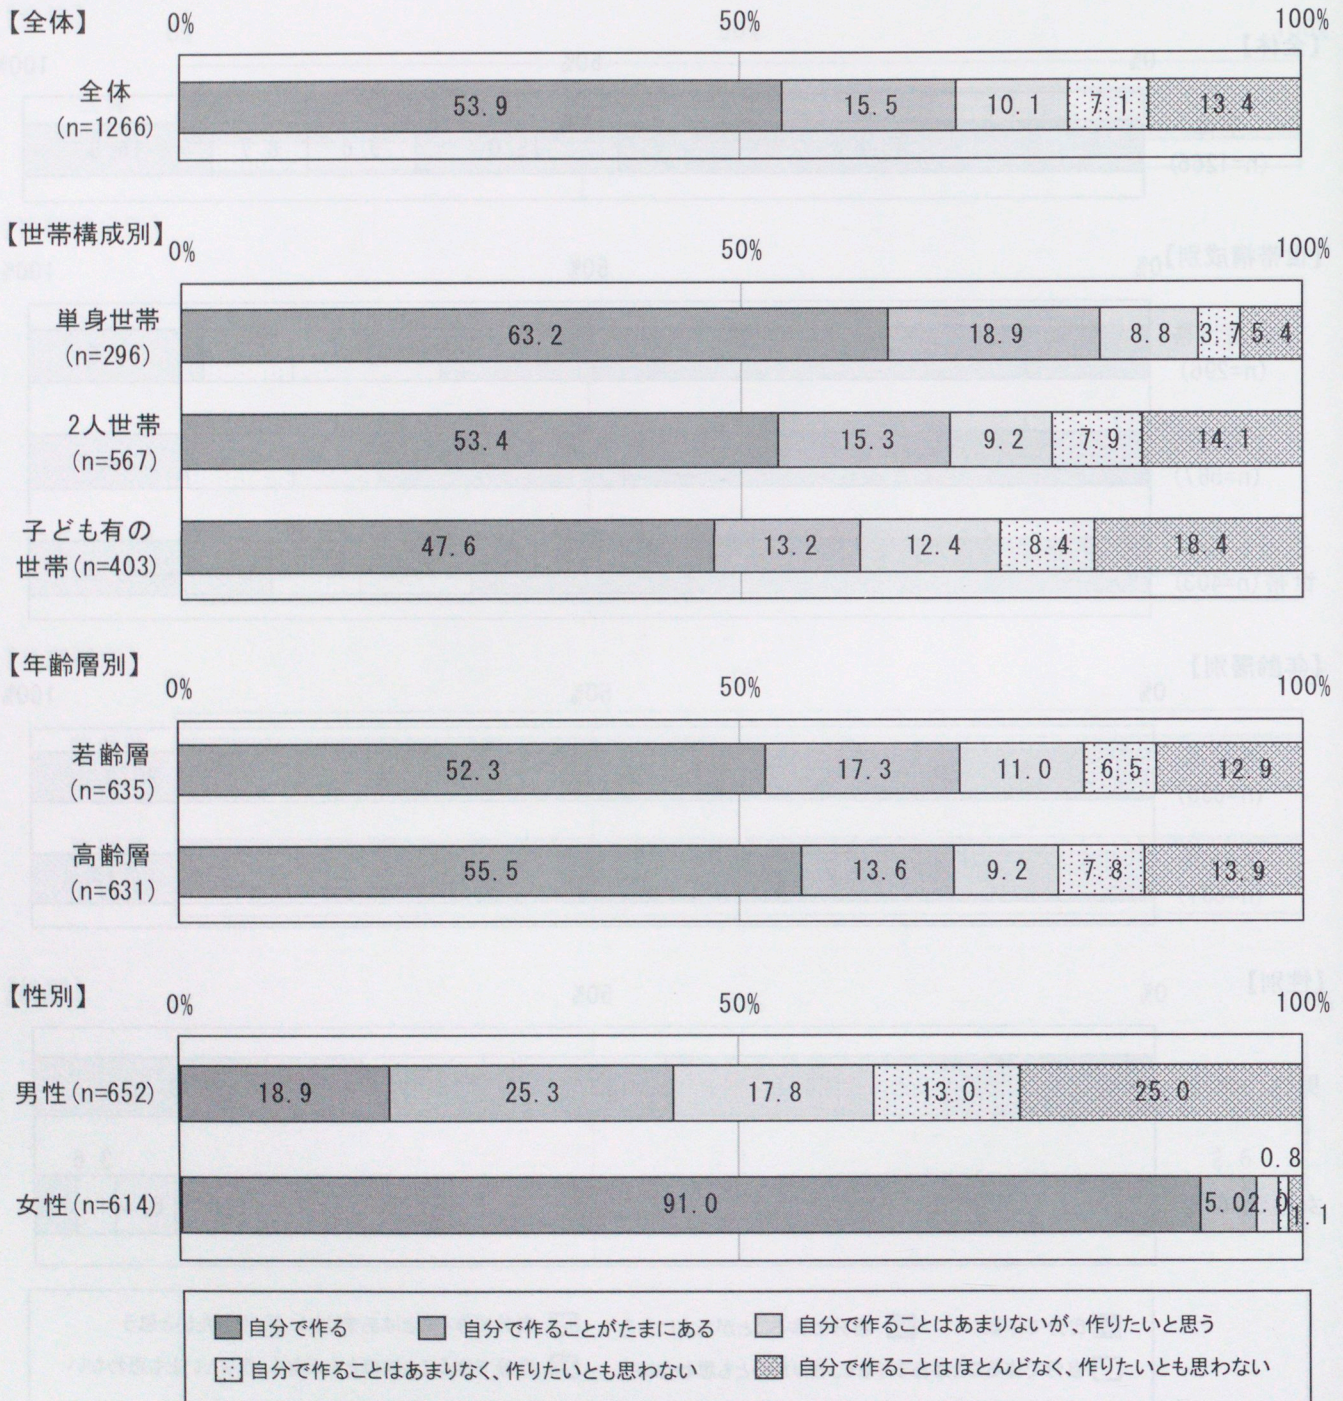 【全体】 0% 50% 100%
全体 53.9 15.5 10.1 7.1 13.4
(n=1266)
【世帯構成別】 0% 50% 100%
単身世帯 63.2 18.9 8.8 3.7 5.4
(n=296)
2人世帯 53.4 15.3 9.2 7.9 14.1
(n=567)
子ども有の 47.6 13.2 12.4 8.4 18.4
世帯(n=403)
【年齢層別】 0% 50% 100%
若齢層 52.3 17.3 11.0 6.5 12.9
(n=635)
高齢層 55.5 13.6 9.2 7.8 13.9
(n=631)
【性別】 0% 50% 100%
男性(n=652) 18.9 25.3 17.8 13.0 25.0
0.8
女性(n=614) 91.0 5.0 2.0 1.1
自分で作る 自分で作ることがたまにある 自分で作ることはあまりないが、作りたいと思う
自分で作ることはあまりなく、作りたいとも思わない 自分で作ることはほとんどなく、作りたいとも思わない